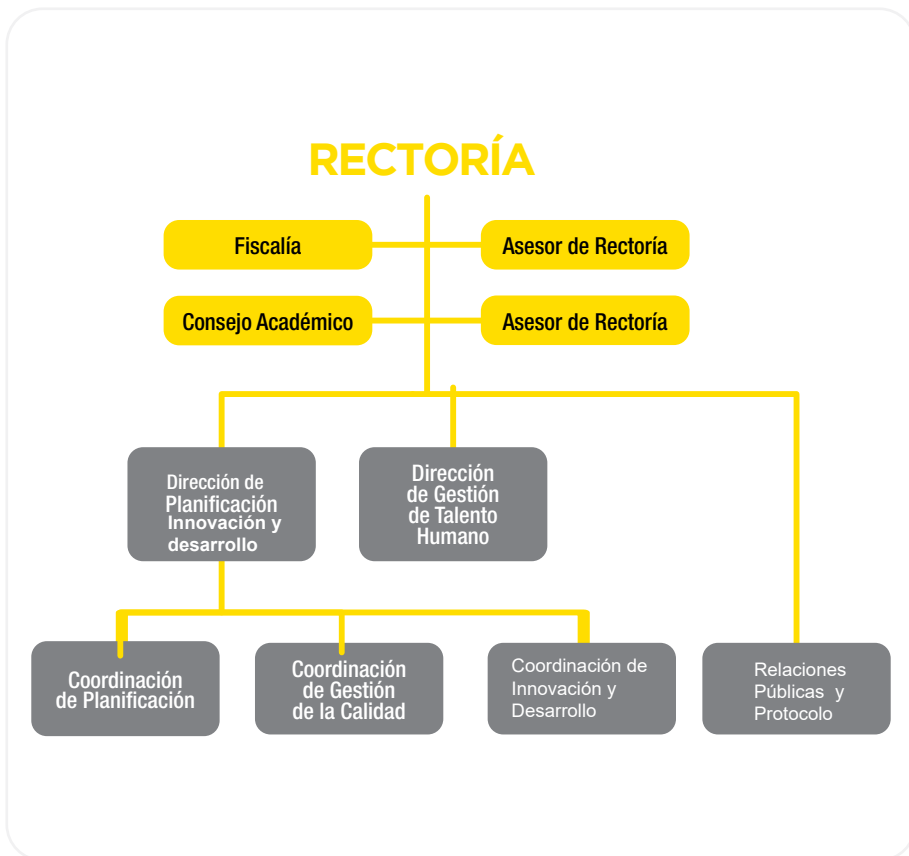 RECTORÍA
Fiscalía
Asesor de Rectoría
Consejo Académico
Asesor de Rectoría
Dirección de
Planificación
Innovación y
desarrollo
Dirección
de Gestión
de Talento
Humano
Coordinación
de Planificación
Coordinación
de Gestión
de la Calidad
Coordinación de
Innovación y
Desarrollo
Relaciones
Públicas y
Protocolo